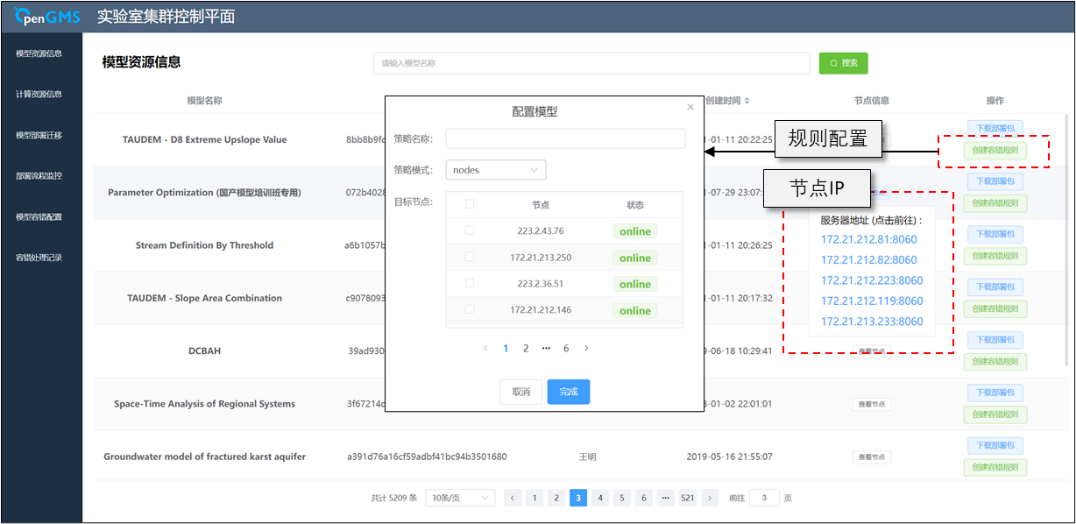 OpenGMS 实验室集群控制平面
模型资源信息
计算资源信息
模型部署迁移
部署流程监控
模型容错配置
容错处理记录
模型资源信息
请输入模型名称
搜索
模型名称
创建时间
节点信息
操作
TAUDEM - D8 Extreme Upslope Value
8bb8b9fc
-01-11 20:22:25
下载部署包
创建容错规则
Parameter Optimization (国产模型培训班专用)
072b4028
-07-29 23:07:
下载部署包
创建容错规则
Stream Definition By Threshold
a6b1057b
-01-11 20:26:25
下载部署包
创建容错规则
TAUDEM - Slope Area Combination
c9078093
-01-11 20:17:32
下载部署包
创建容错规则
DCBAH
39ad930
-06-18 10:29:41
查看节点
下载部署包
创建容错规则
Space-Time Analysis of Regional Systems
3f67214c
-01-02 22:01:01
查看节点
下载部署包
创建容错规则
Groundwater model of fractured karst aquifer
a391d76a16cf59adbf41bc94b3501680
王明
2019-05-16 21:55:07
查看节点
下载部署包
创建容错规则
共计 5209 条 10条/页 < 1 2 3 4 5 6 ··· 521 > 前往 3 页
配置模型
×
策略名称:
策略模式: nodes
目标节点:
节点 状态
223.2.43.76 online
172.21.213.250 online
223.2.36.51 online
172.21.212.146 online
< 1 2 ··· 6 >
取消 完成
规则配置
节点IP
服务器地址 (点击前往)：
172.21.212.81:8060
172.21.212.82:8060
172.21.212.223:8060
172.21.212.119:8060
172.21.213.233:8060